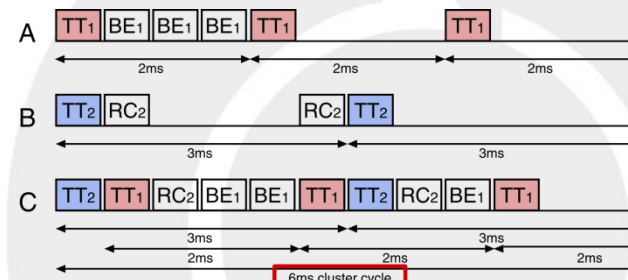 A TT1 BE1 BE1 BE1 TT1 TT1
2ms 2ms
B TT2 RC2 RC2 TT2
3ms 3ms
C TT2 TT1 RC2 BE1 BE1 TT1 TT2 RC2 BE1 TT1
3ms 3ms
2ms 2ms 2ms
6ms cluster cycle